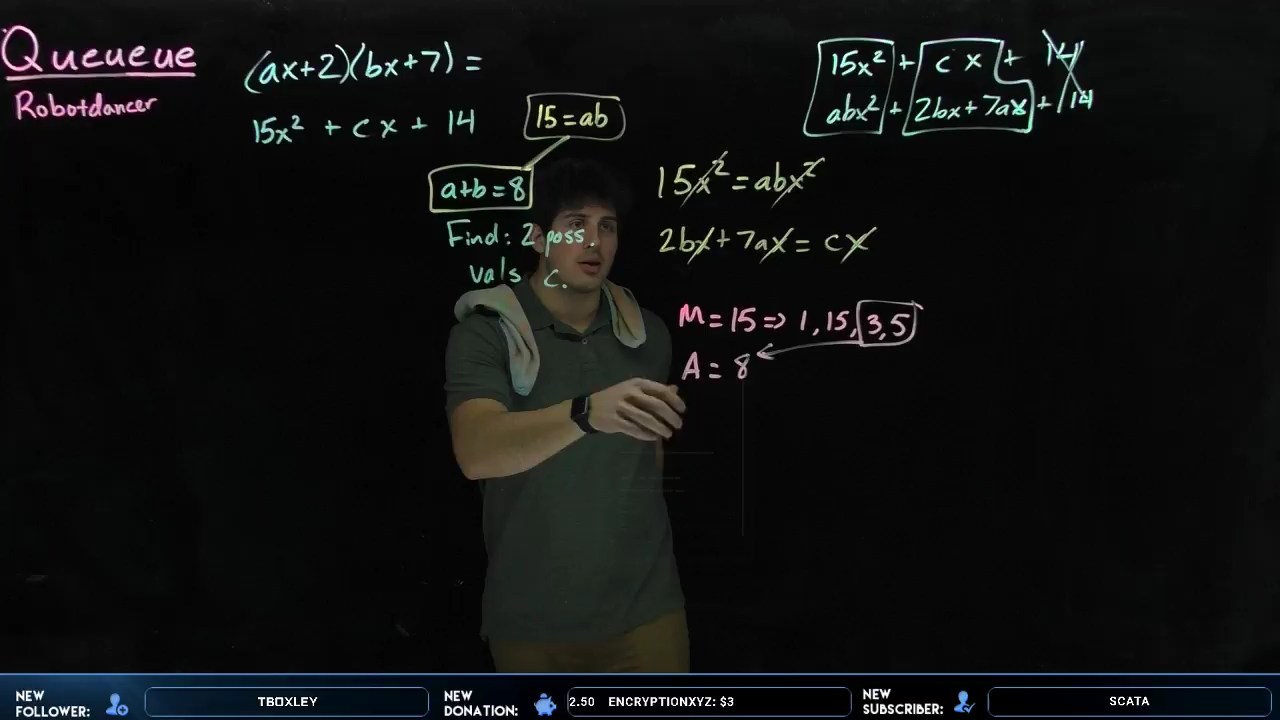 Queueue
Robotdancer
(ax+2)(bx+7) =
15x² + cx + 14
15=ab
a+b=8
Find: 2 poss.
vals c.
15x² + cx + 14
abx² + 2bx+7ax + 14
15x² = abx²
2bx + 7ax = cx
M = 15 => 1, 15, 3,5
A = 8
NEW FOLLOWER: TBOXLEY
NEW DONATION: 2.50 ENCRYPTIONXYZ: $3
NEW SUBSCRIBER: SCATA